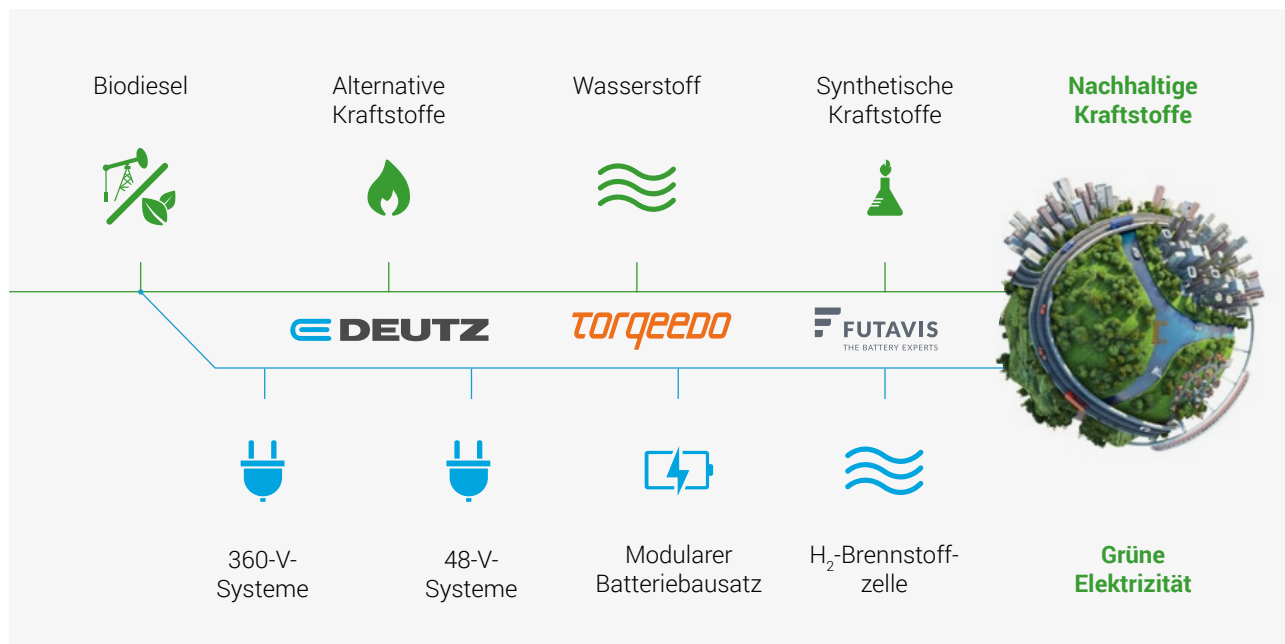 Biodiesel
Alternative
Kraftstoffe
Wasserstoff
Synthetische
Kraftstoffe
Nachhaltige
Kraftstoffe
DEUTZ
TORQEEDO
FUTAVIS
THE BATTERY EXPERTS
360-V-
Systeme
48-V-
Systeme
Modularer
Batteriebausatz
H₂-Brennstoff-
zelle
Grüne
Elektrizität